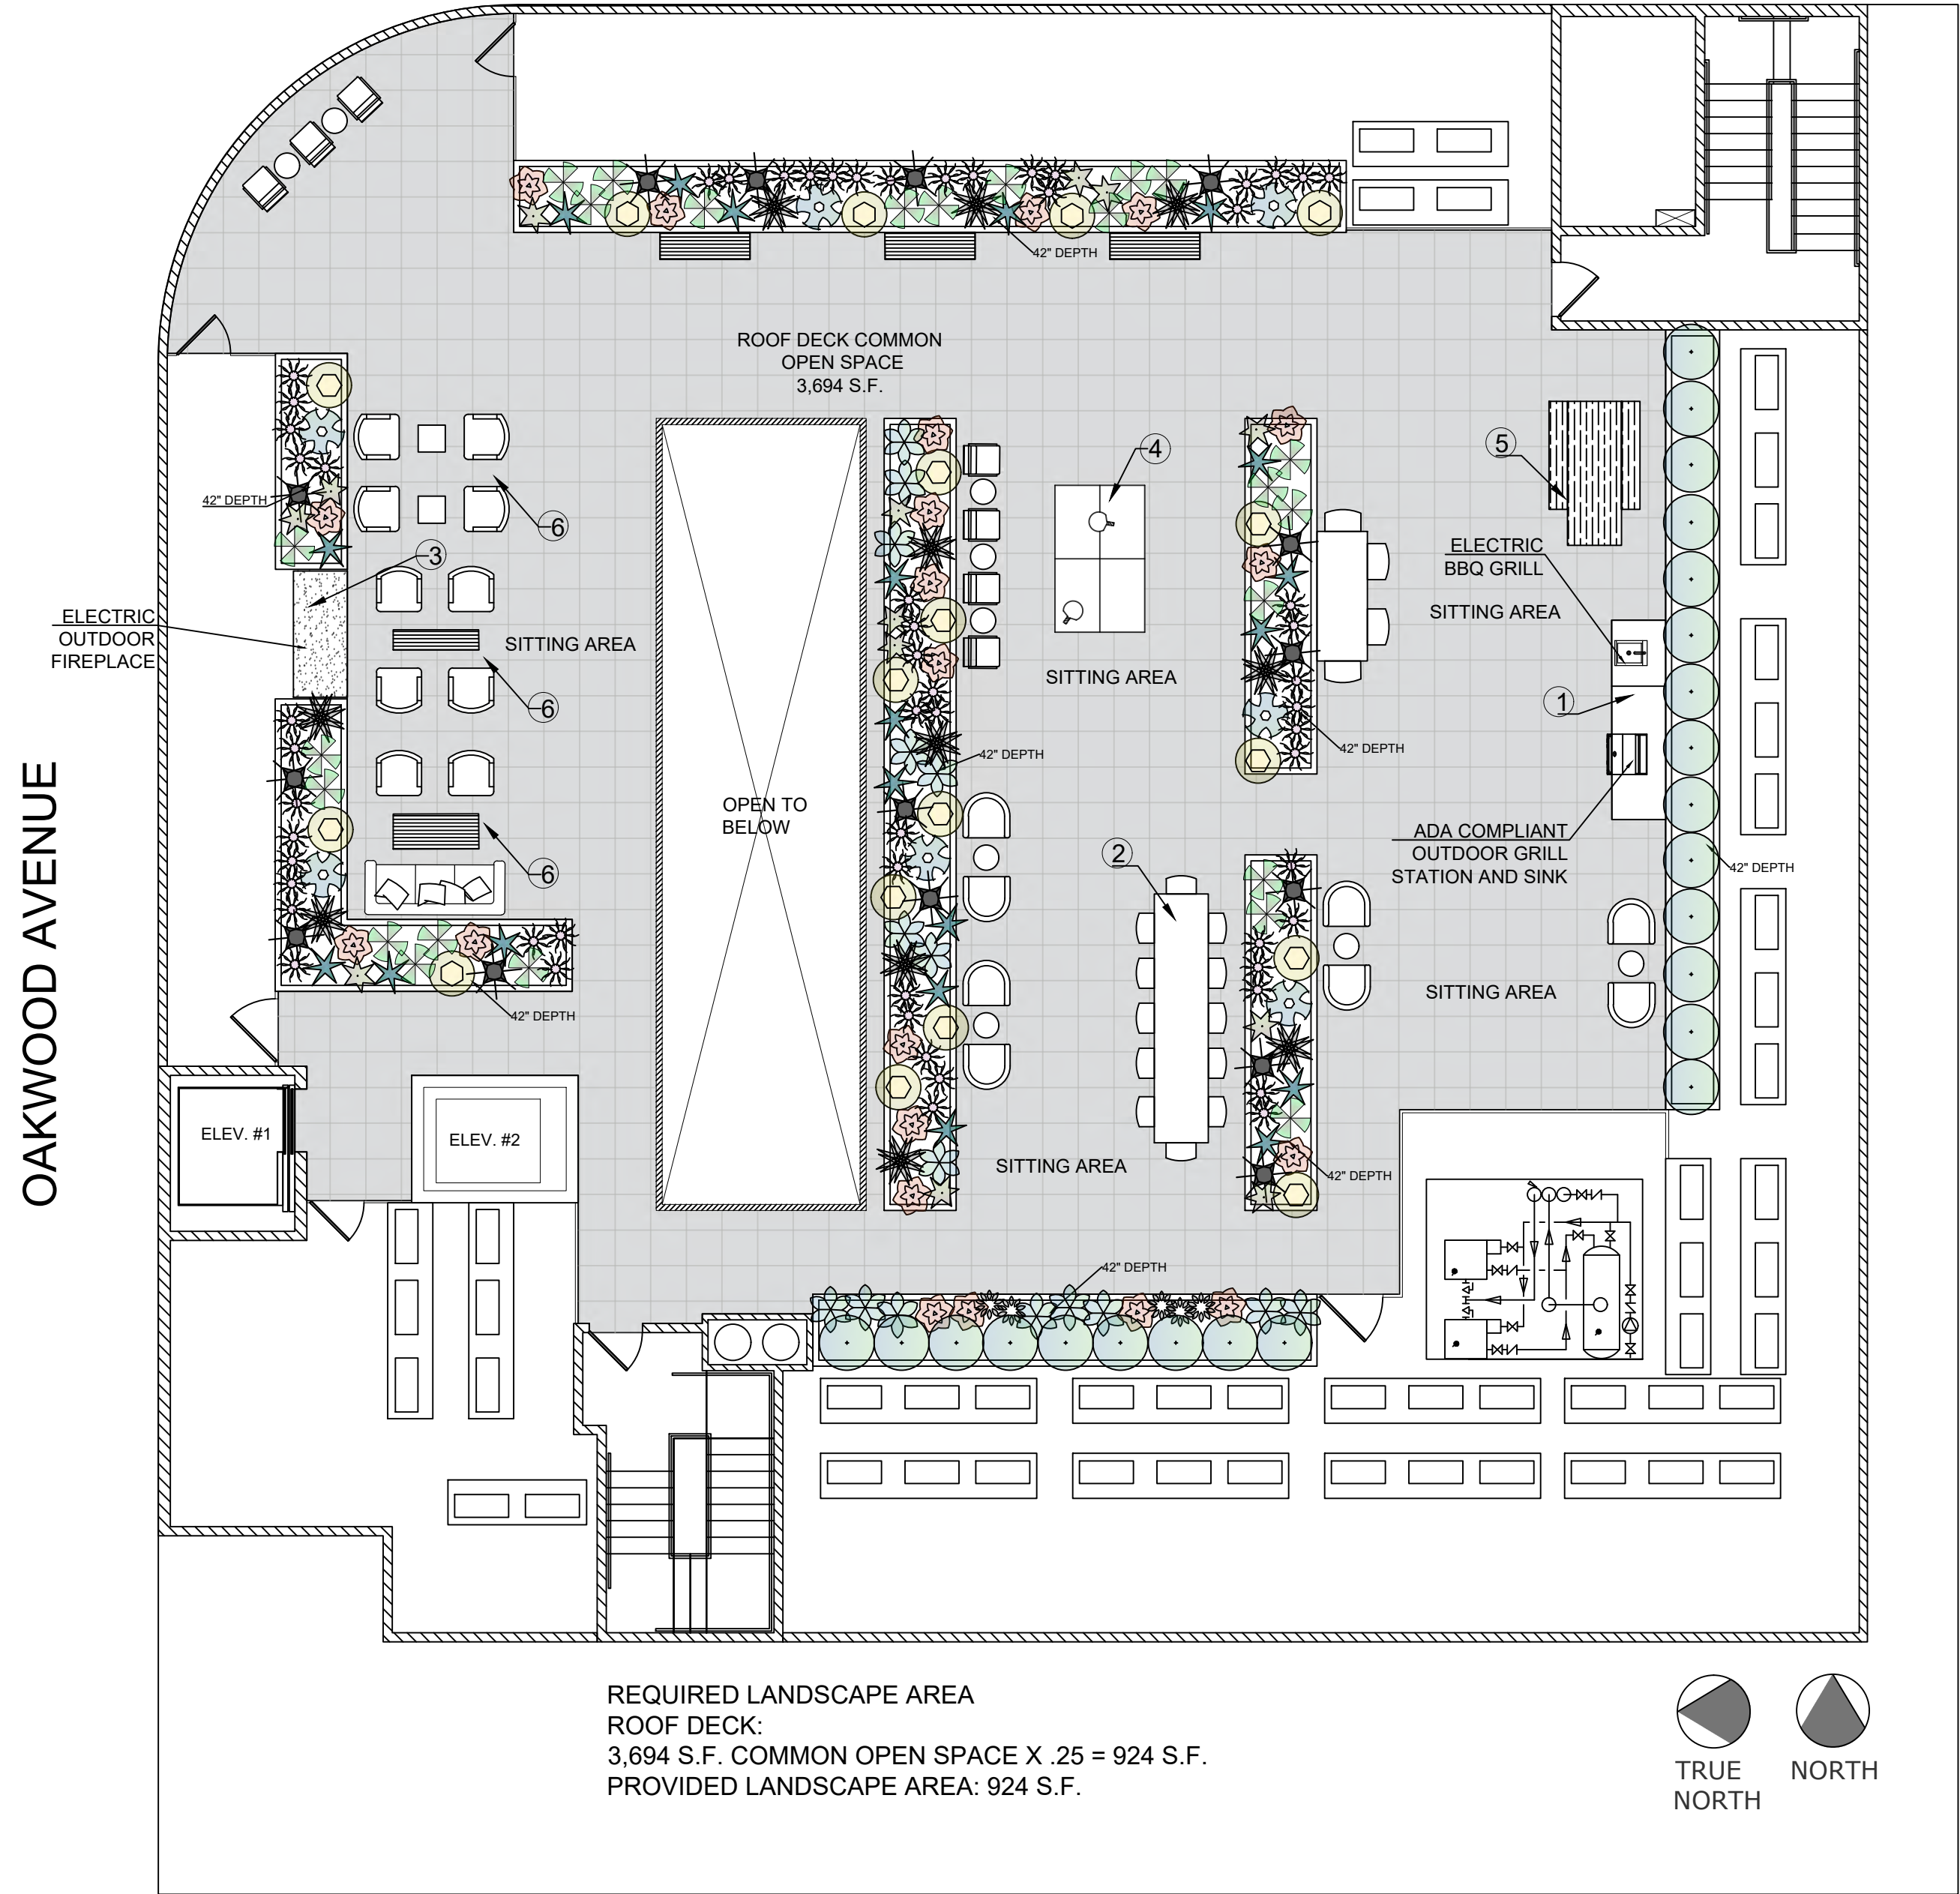 42" DEPTH
ROOF DECK COMMON
OPEN SPACE
3,694 S.F.
4
5
42" DEPTH
6
3
ELECTRIC
BBQ GRILL
SITTING AREA
ELECTRIC
OUTDOOR
FIREPLACE
SITTING AREA
SITTING AREA
6
1
42" DEPTH
42" DEPTH
OAKWOOD AVENUE
OPEN TO
BELOW
ADA COMPLIANT
OUTDOOR GRILL
STATION AND SINK
2
42" DEPTH
6
SITTING AREA
42" DEPTH
ELEV. #1
ELEV. #2
SITTING AREA
42" DEPTH
42" DEPTH
REQUIRED LANDSCAPE AREA
ROOF DECK:
3,694 S.F. COMMON OPEN SPACE X .25 = 924 S.F.
PROVIDED LANDSCAPE AREA: 924 S.F.
TRUE
NORTH
NORTH